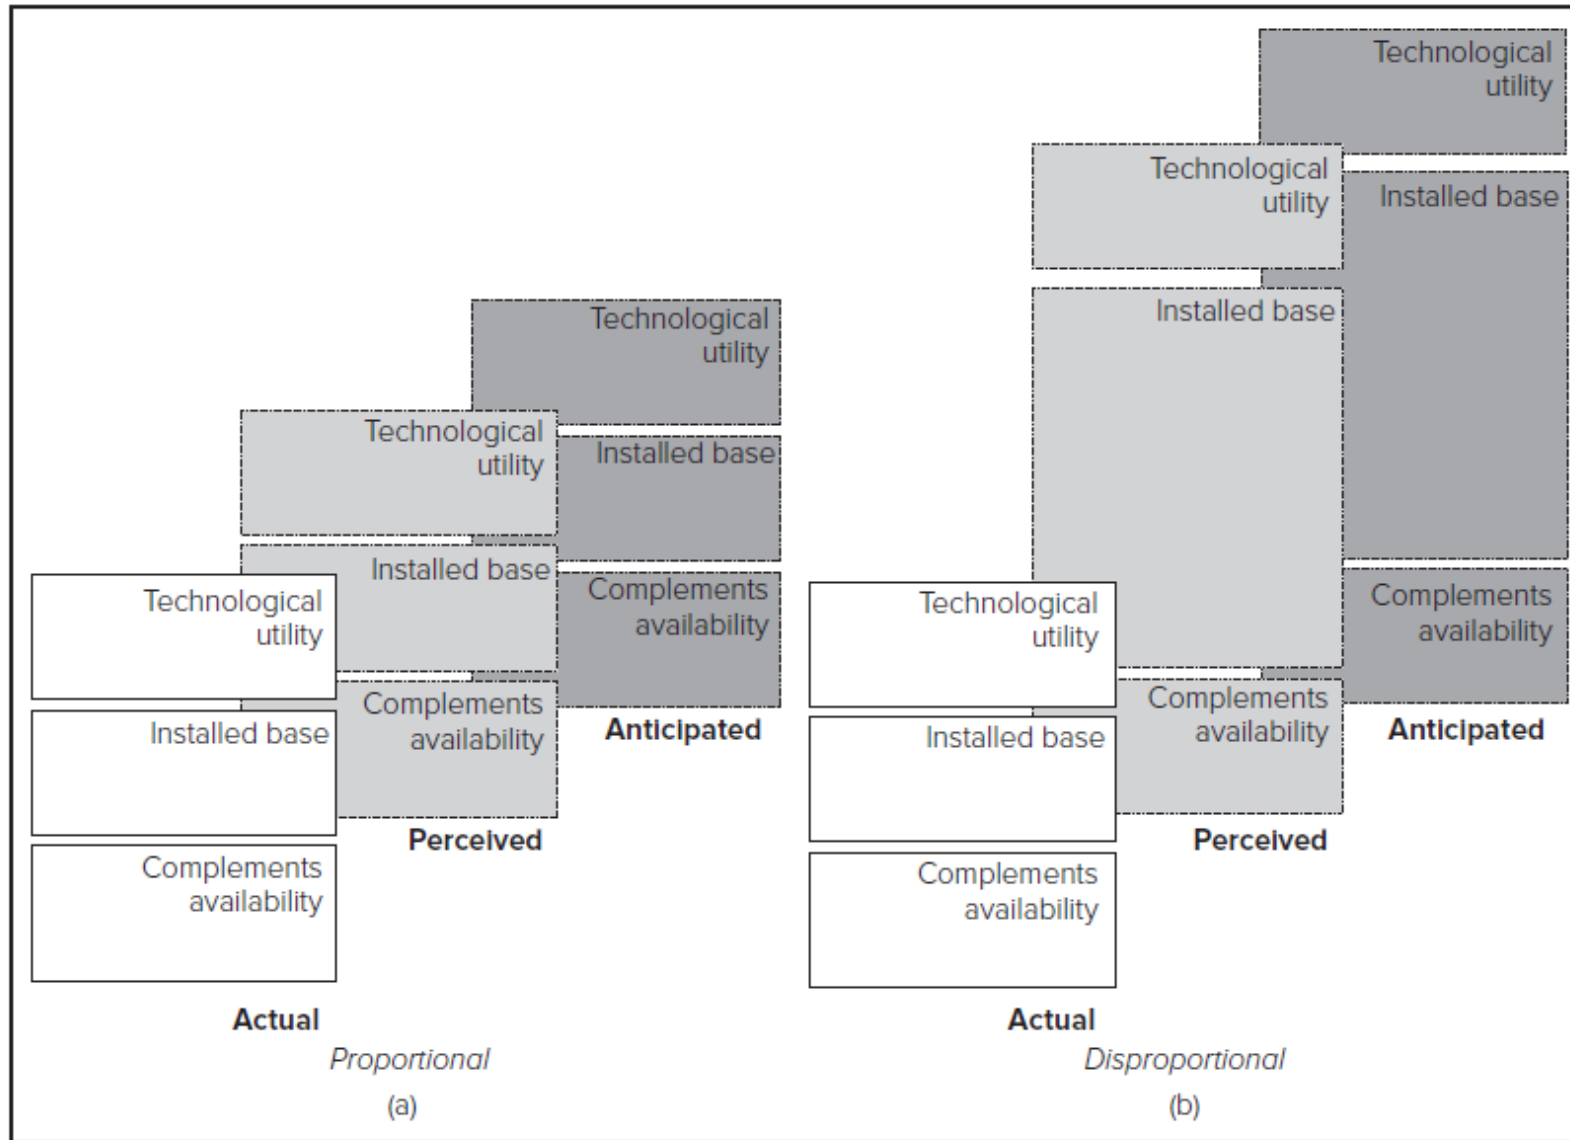 Technological
utility
Installed base
Complements
availability
Anticipated
Technological
utility
Installed base
Complements
availability
Perceived
Technological
utility
Installed base
Complements
availability
Actual
Proportional
(a)
Technological
utility
Installed base
Complements
availability
Anticipated
Technological
utility
Installed base
Complements
availability
Perceived
Technological
utility
Installed base
Complements
availability
Actual
Disproportional
(b)